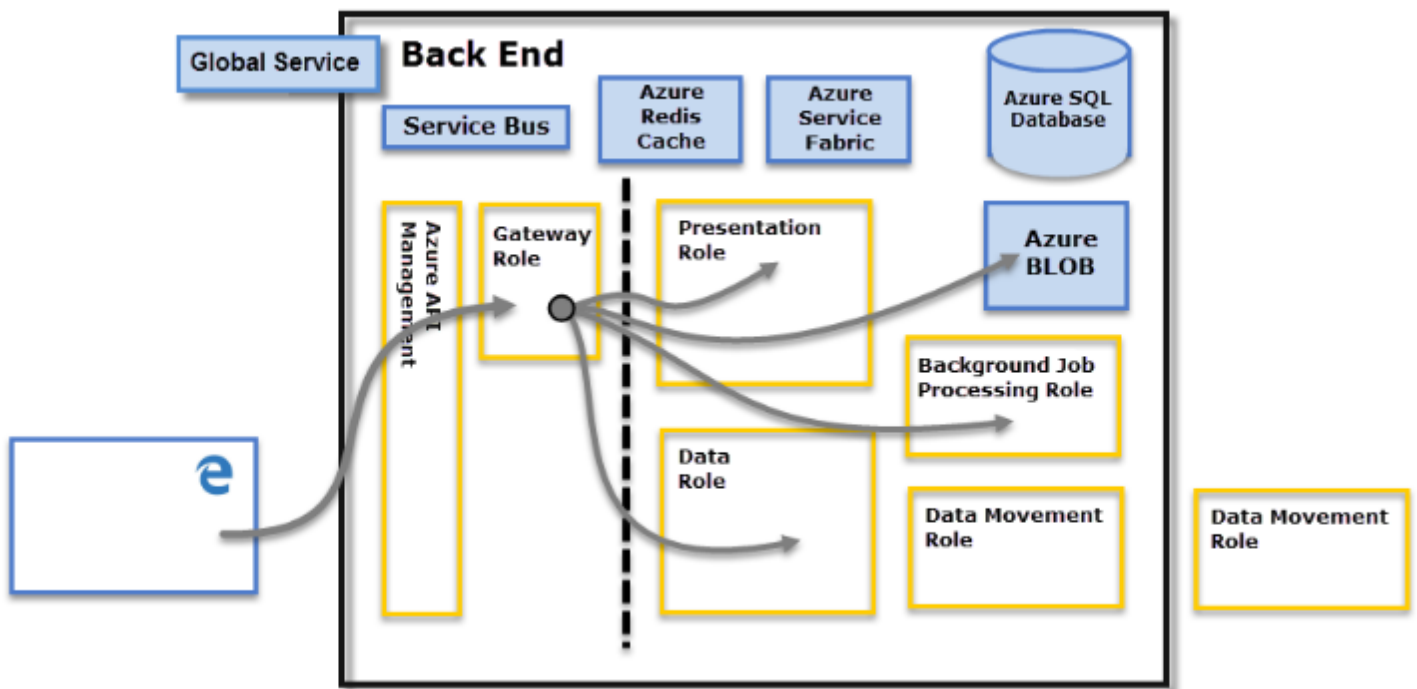 Global Service
Back End
Service Bus
Azure
Redis
Cache
Azure
Service
Fabric
Azure SQL
Database
Azure API
Management
Gateway
Role
Presentation
Role
Azure
BLOB
Background Job
Processing Role
Data
Role
Data Movement
Role
Data Movement
Role